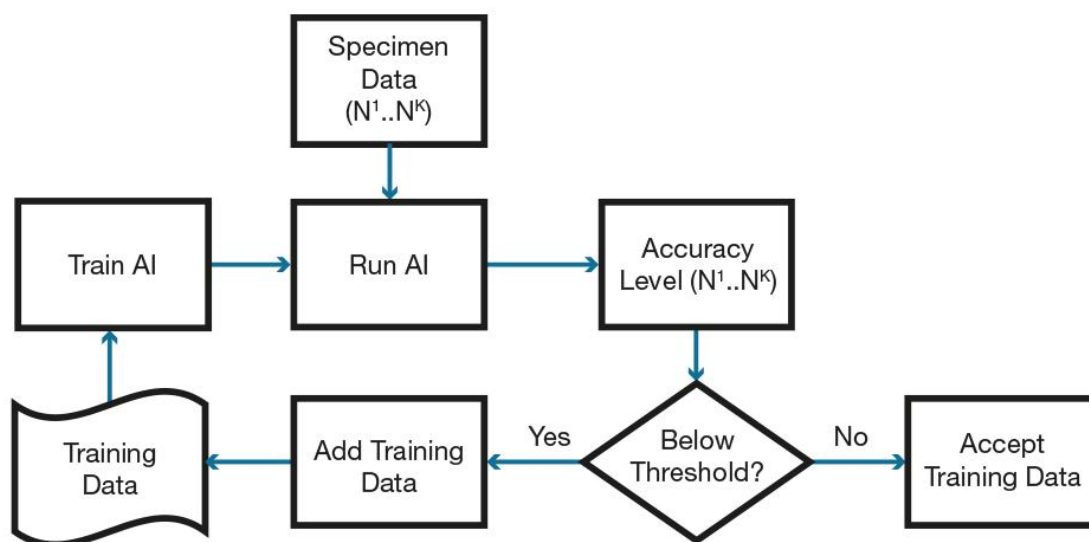 Specimen
Data
(N¹..Nᴷ)
Train AI
Run AI
Accuracy
Level (N¹..Nᴷ)
Training
Data
Add Training
Data
Yes
Below
Threshold?
No
Accept
Training Data